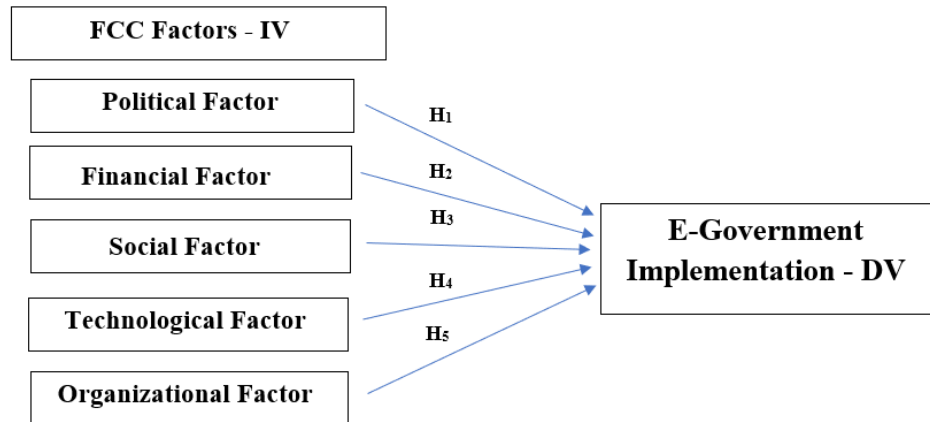 FCC Factors - IV
Political Factor
H₁
Financial Factor
H₂
H₃
Social Factor
E-Government
Implementation - DV
H₄
Technological Factor
H₅
Organizational Factor